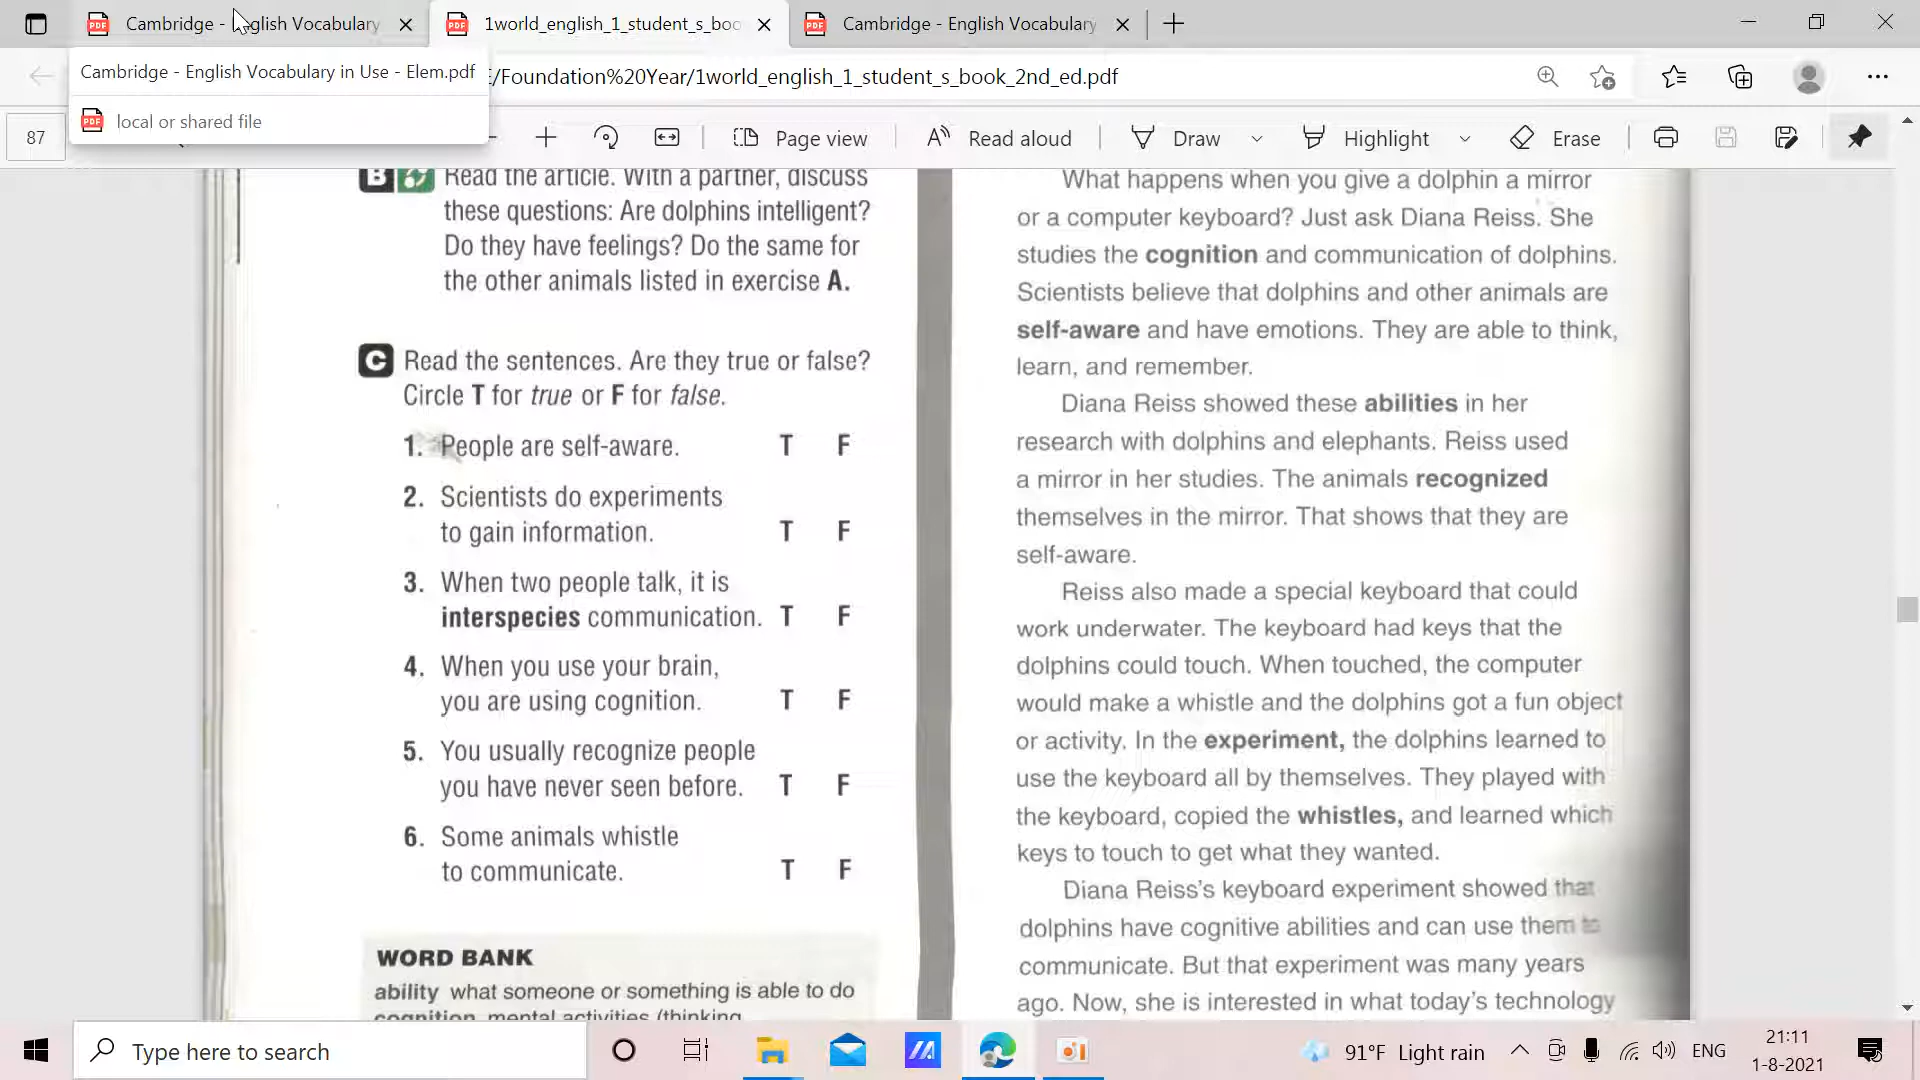 Cambridge - English Vocabulary
1world_english_1_student_s_boo
Cambridge - English Vocabulary
Cambridge - English Vocabulary in Use - Elem.pdf
local or shared file
E/Foundation%20Year/1world_english_1_student_s_book_2nd_ed.pdf
87
Page view
Read aloud
Draw
Highlight
Erase
B Read the article. With a partner, discuss
these questions: Are dolphins intelligent?
Do they have feelings? Do the same for
the other animals listed in exercise A.
C Read the sentences. Are they true or false?
Circle T for true or F for false.
1. People are self-aware. T F
2. Scientists do experiments
to gain information. T F
3. When two people talk, it is
interspecies communication. T F
4. When you use your brain,
you are using cognition. T F
5. You usually recognize people
you have never seen before. T F
6. Some animals whistle
to communicate. T F
WORD BANK
ability what someone or something is able to do
cognition mental activities (thinking,
What happens when you give a dolphin a mirror
or a computer keyboard? Just ask Diana Reiss. She
studies the cognition and communication of dolphins.
Scientists believe that dolphins and other animals are
self-aware and have emotions. They are able to think,
learn, and remember.
Diana Reiss showed these abilities in her
research with dolphins and elephants. Reiss used
a mirror in her studies. The animals recognized
themselves in the mirror. That shows that they are
self-aware.
Reiss also made a special keyboard that could
work underwater. The keyboard had keys that the
dolphins could touch. When touched, the computer
would make a whistle and the dolphins got a fun object
or activity. In the experiment, the dolphins learned to
use the keyboard all by themselves. They played with
the keyboard, copied the whistles, and learned which
keys to touch to get what they wanted.
Diana Reiss's keyboard experiment showed that
dolphins have cognitive abilities and can use them to
communicate. But that experiment was many years
ago. Now, she is interested in what today's technology
Type here to search
91°F Light rain
ENG
21:11
1-8-2021